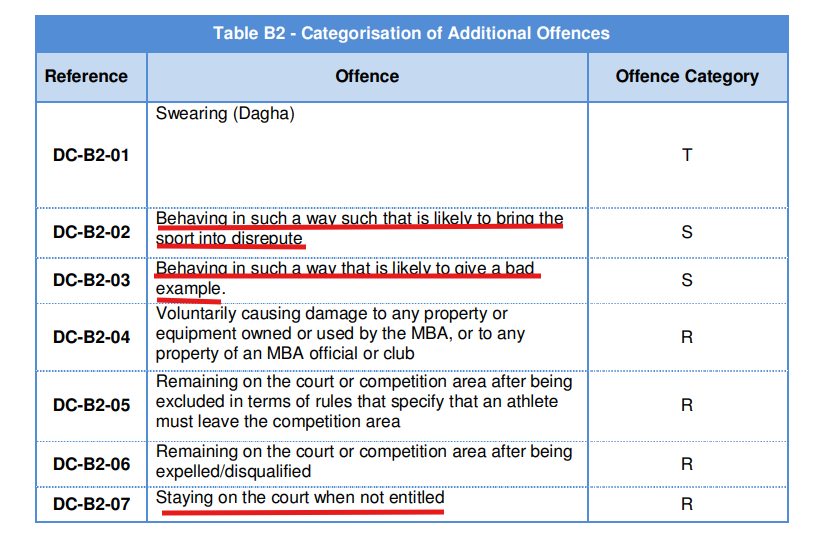 Table B2 - Categorisation of Additional Offences
Reference Offence Offence Category
DC-B2-01 Swearing (Dagha) T
DC-B2-02 Behaving in such a way such that is likely to bring the
sport into disrepute S
DC-B2-03 Behaving in such a way that is likely to give a bad
example. S
DC-B2-04 Voluntarily causing damage to any property or
equipment owned or used by the MBA, or to any
property of an MBA official or club R
DC-B2-05 Remaining on the court or competition area after being
excluded in terms of rules that specify that an athlete
must leave the competition area R
DC-B2-06 Remaining on the court or competition area after being
expelled/disqualified R
DC-B2-07 Staying on the court when not entitled R